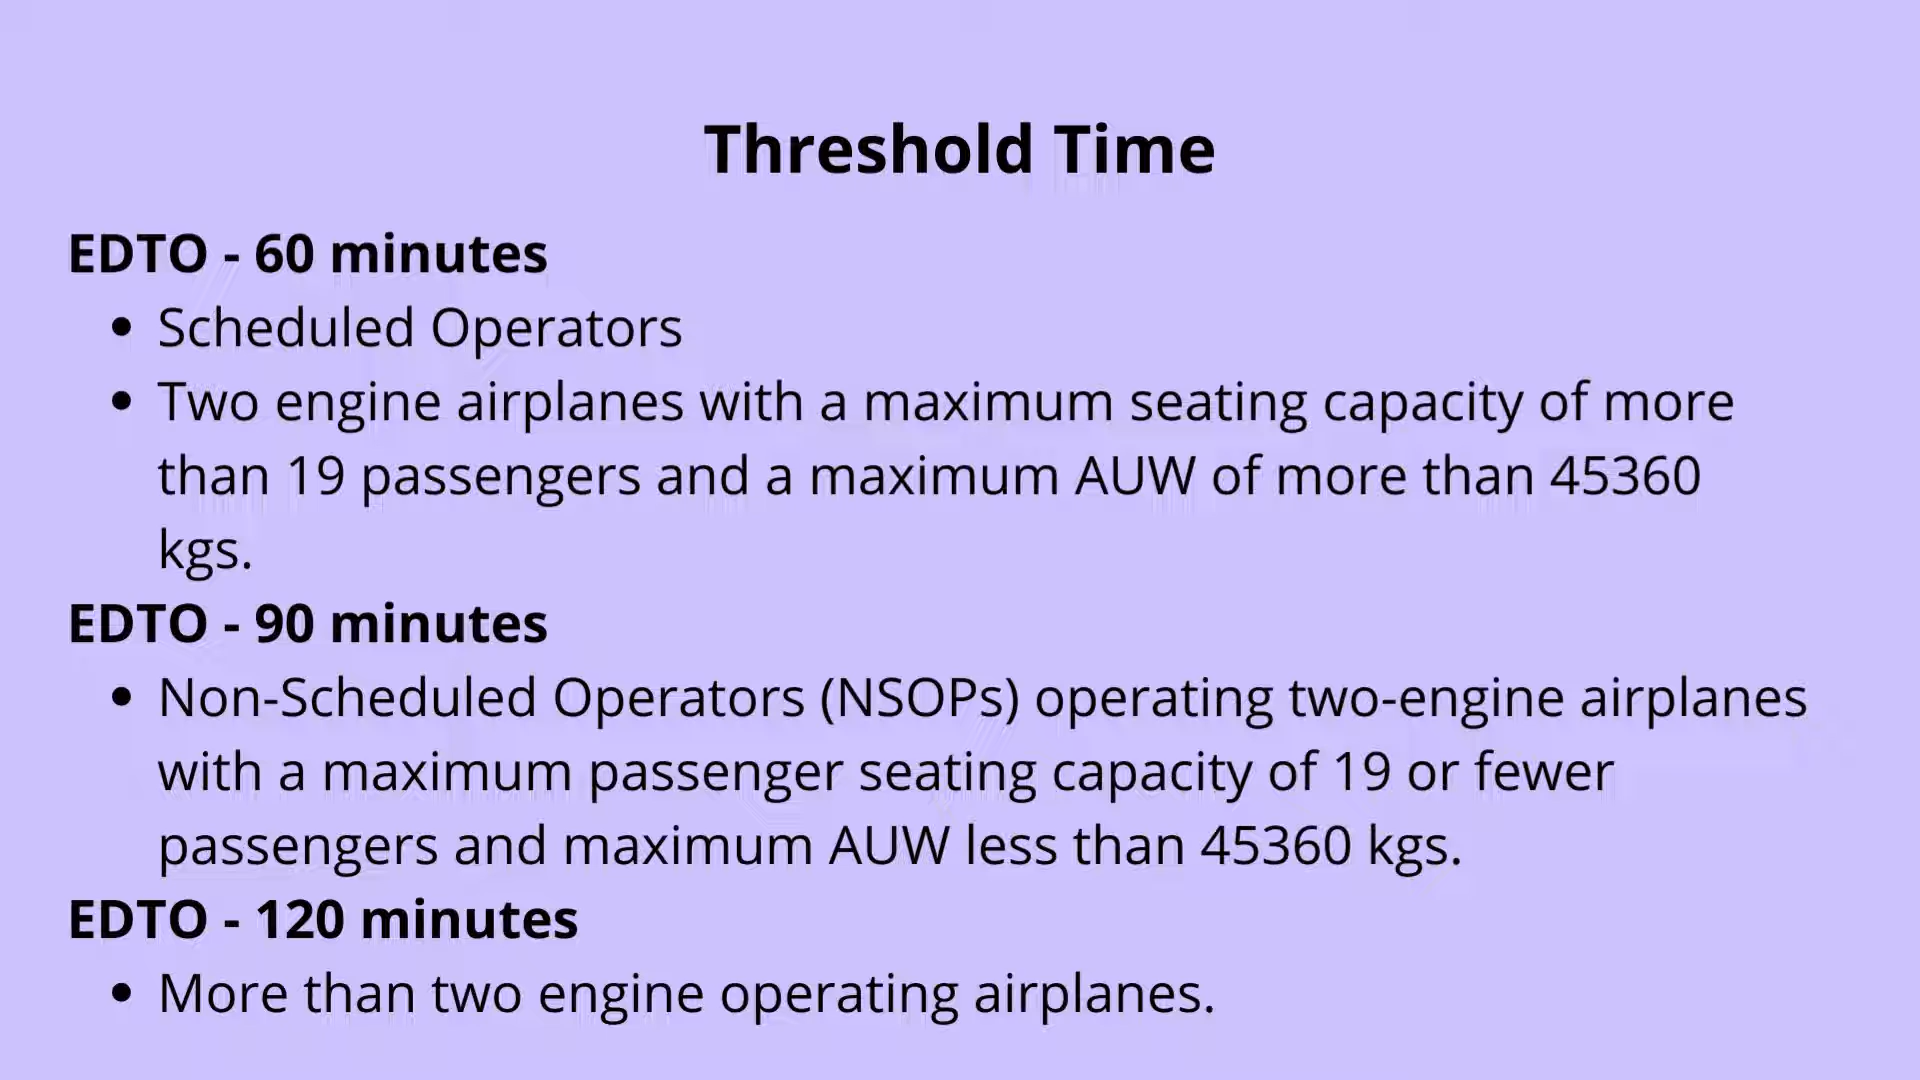 Threshold Time
EDTO - 60 minutes
• Scheduled Operators
• Two engine airplanes with a maximum seating capacity of more
than 19 passengers and a maximum AUW of more than 45360
kgs.
EDTO - 90 minutes
• Non-Scheduled Operators (NSOPs) operating two-engine airplanes
with a maximum passenger seating capacity of 19 or fewer
passengers and maximum AUW less than 45360 kgs.
EDTO - 120 minutes
• More than two engine operating airplanes.